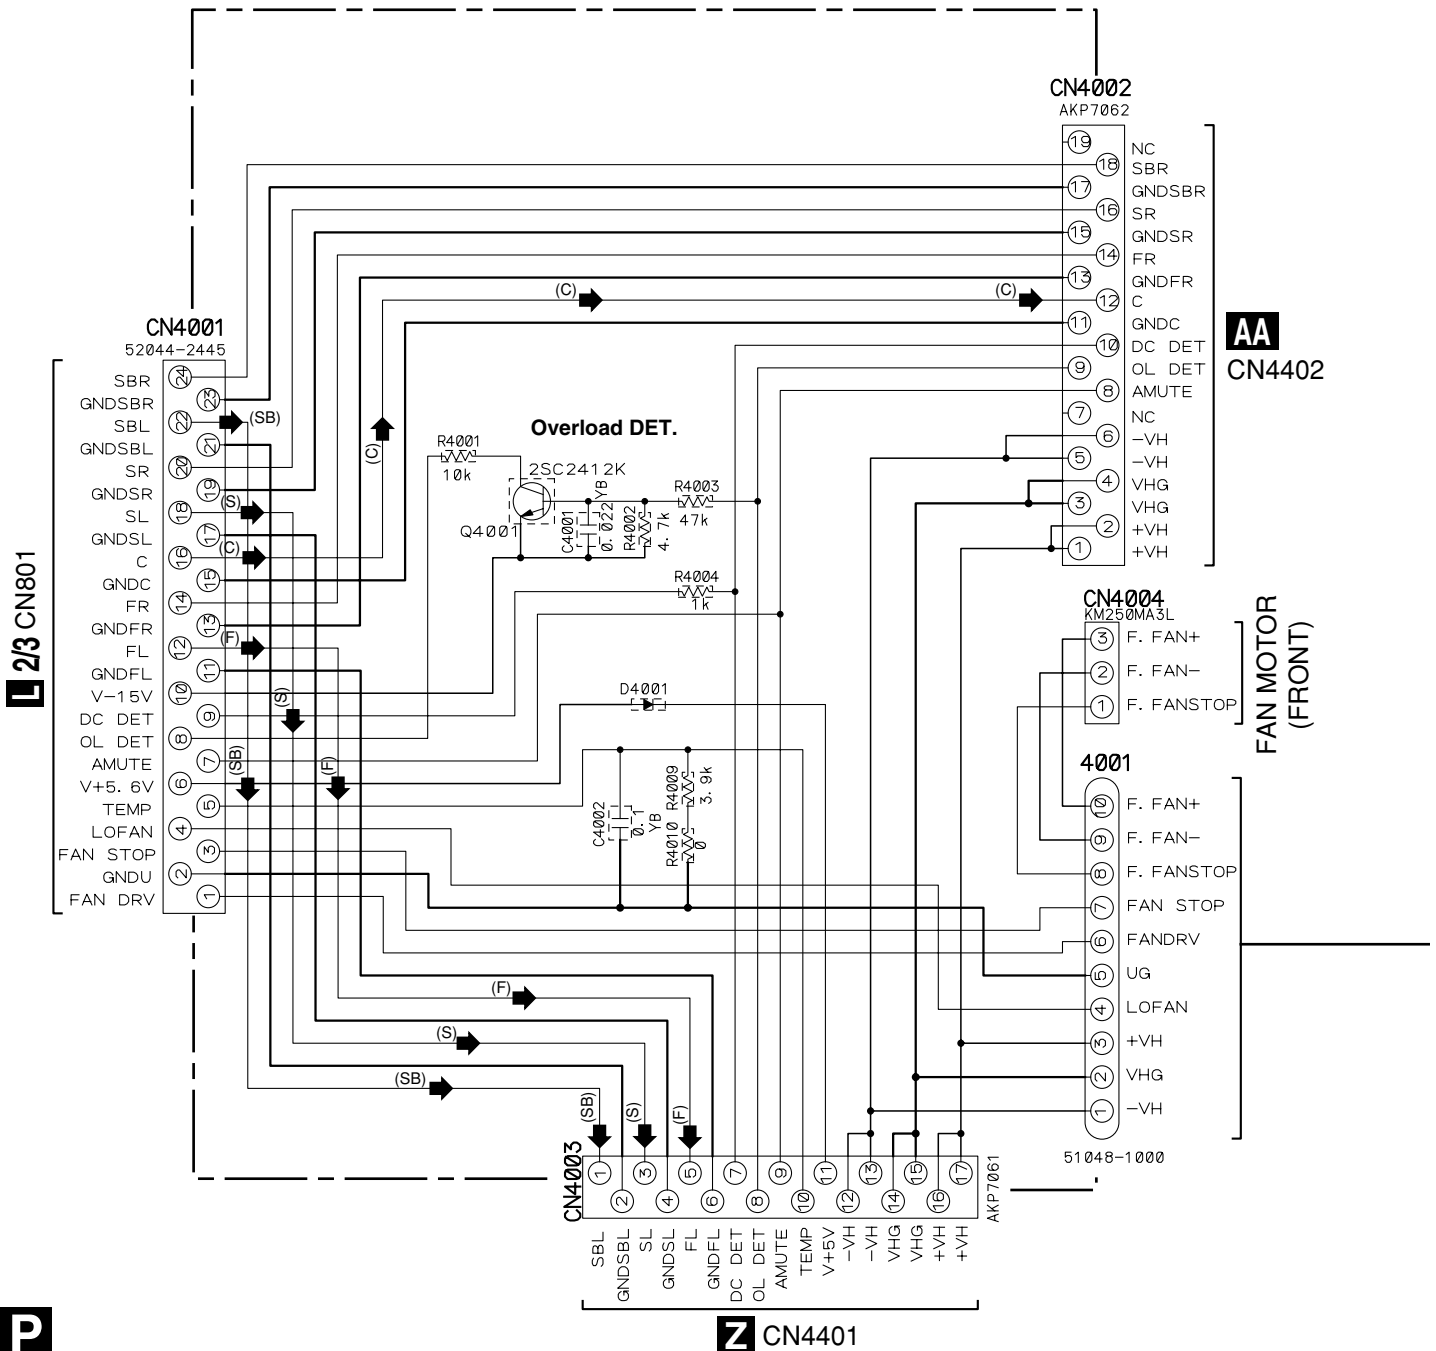 CN4002
AKP7062
19 NC
18 SBR
17 GNDSBR
16 SR
15 GNDSR
14 FR
13 GNDFR
12 C
11 GNDC
10 DC DET
9 OL DET
8 AMUTE
7 NC
6 -VH
5 -VH
4 VHG
3 VHG
2 +VH
1 +VH
AA
CN4402
(C)
(C)
(C)
CN4001
52044-2445
L 2/3 CN801
SBR 24
GNDSBR 23
SBL 22
GNDSBL 21
SR 20
GNDSR 19
SL 18
GNDSL 17
C 16
GNDC 15
FR 14
GNDFR 13
FL 12
GNDFL 11
V-15V 10
DC DET 9
OL DET 8
AMUTE 7
V+5.6V 6
TEMP 5
LOFAN 4
FAN STOP 3
GNDU 2
FAN DRV 1
(SB)
(S)
(C)
(F)
(S)
(SB)
(F)
Overload DET.
R4001
10k
2SC2412K
Q4001
C4001
0.022
YB
R4002
4.7k
R4003
47k
R4004
1k
D4001
C4002
0.1
YB
R4009
3.9k
R4010
0
CN4004
KM250MA3L
3 F.FAN+
2 F.FAN-
1 F.FANSTOP
FAN MOTOR
(FRONT)
4001
10 F.FAN+
9 F.FAN-
8 F.FANSTOP
7 FAN STOP
6 FANDRV
5 UG
4 LOFAN
3 +VH
2 VHG
1 -VH
51048-1000
(F)
(S)
(SB)
(SB)
(S)
(F)
CN4003
AKP7061
1 SBL
2 GNDSBL
3 SL
4 GNDSL
5 FL
6 GNDFL
7 DC DET
8 OL DET
9 AMUTE
10 TEMP
11 V+5V
12 -VH
13 -VH
14 VHG
15 VHG
16 +VH
17 +VH
Z CN4401
P